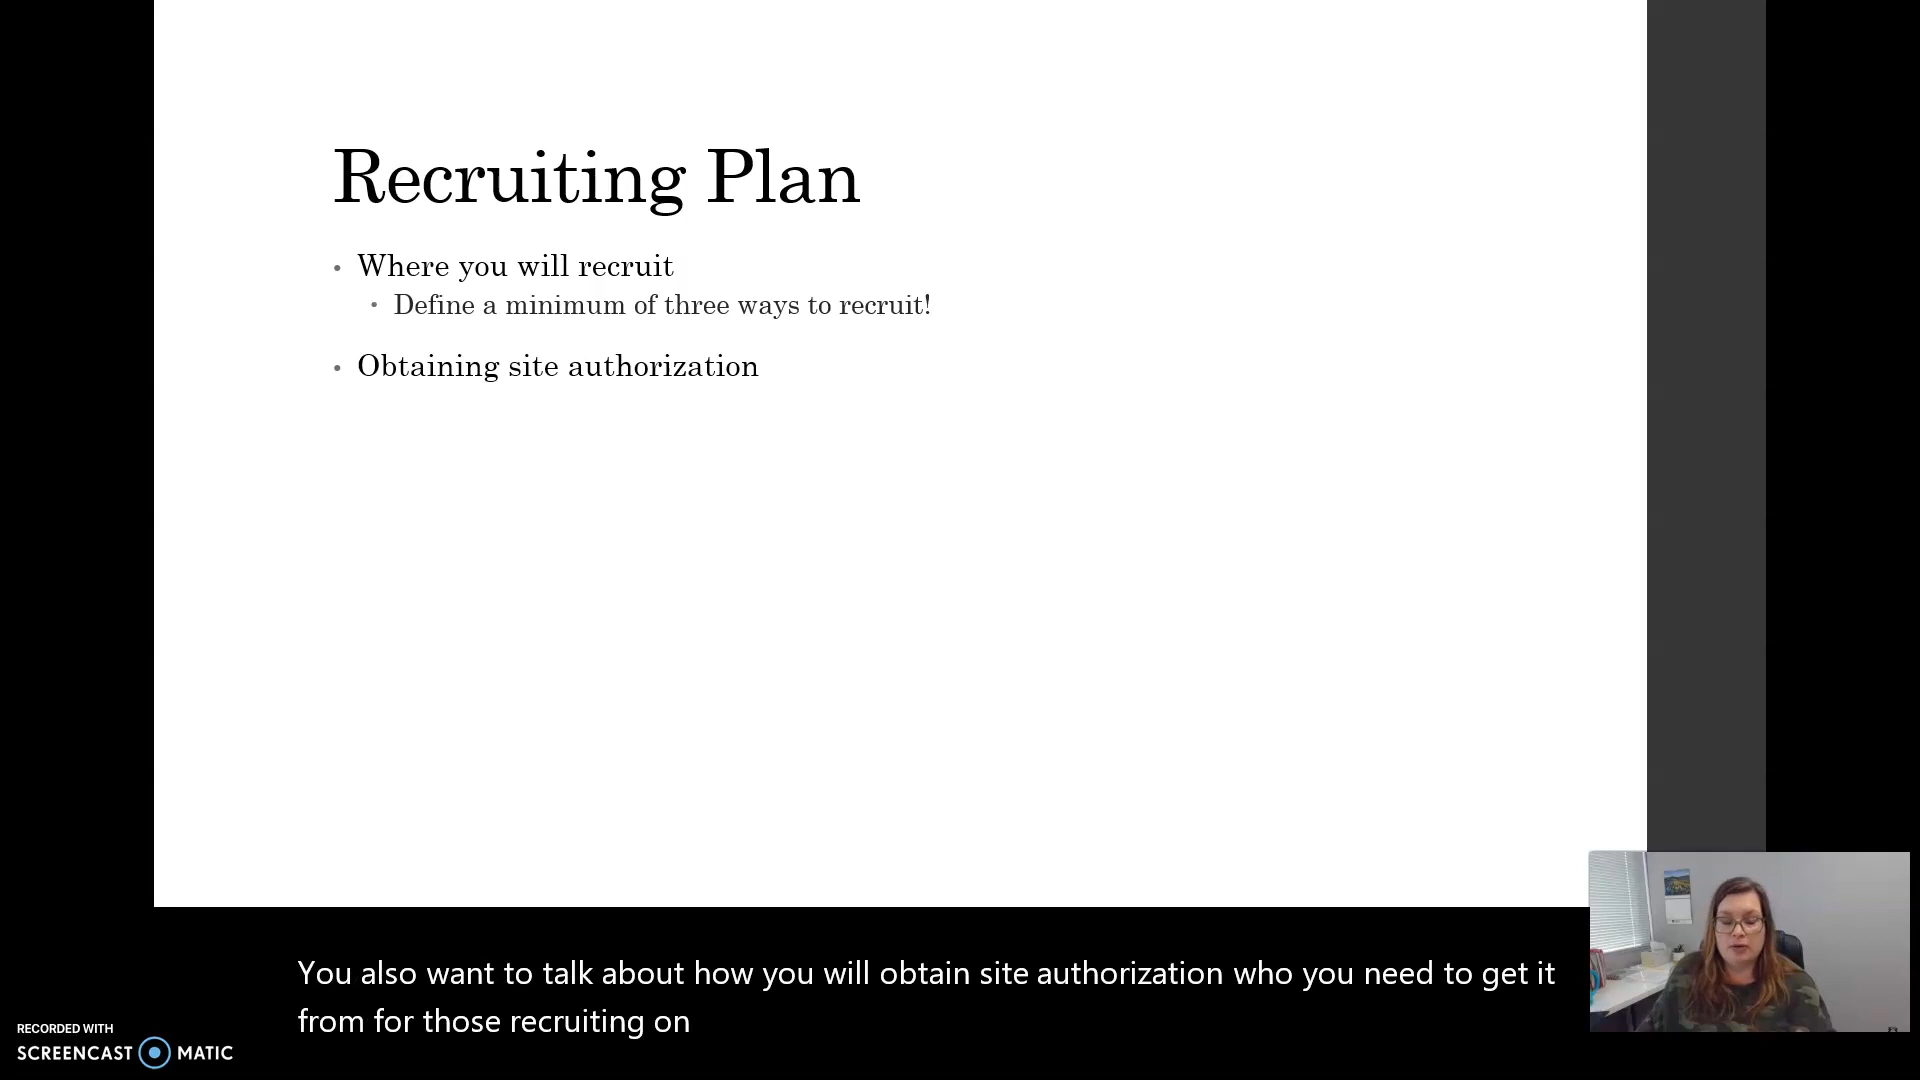 Recruiting Plan
• Where you will recruit
• Define a minimum of three ways to recruit!
• Obtaining site authorization
You also want to talk about how you will obtain site authorization who you need to get it
from for those recruiting on
RECORDED WITH
SCREENCAST MATIC